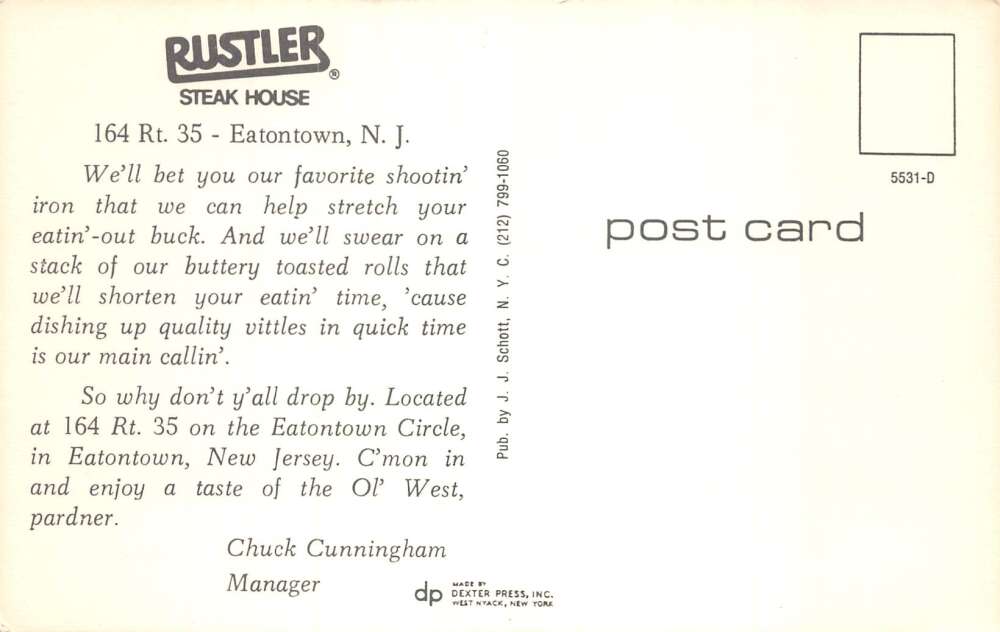 RUSTLER®
STEAK HOUSE
164 Rt. 35 - Eatontown, N. J.
We'll bet you our favorite shootin'
iron that we can help stretch your
eatin'-out buck. And we'll swear on a
stack of our buttery toasted rolls that
we'll shorten your eatin' time, 'cause
dishing up quality vittles in quick time
is our main callin'.
So why don't y'all drop by. Located
at 164 Rt. 35 on the Eatontown Circle,
in Eatontown, New Jersey. C'mon in
and enjoy a taste of the Ol' West,
pardner.
Chuck Cunningham
Manager
Pub. by J. J. Schott, N. Y. C. (212) 799-1060
dp
MADE BY
DEXTER PRESS, INC.
WEST NYACK, NEW YORK
5531-D
post card